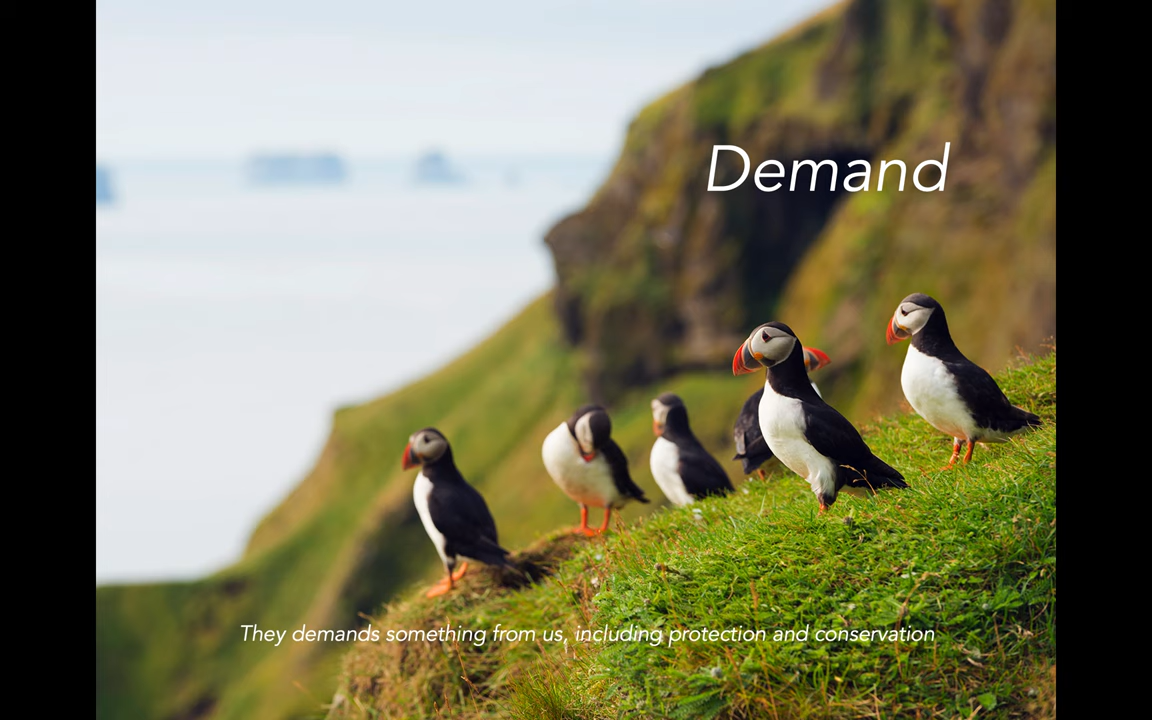 Demand
They demands something from us, including protection and conservation